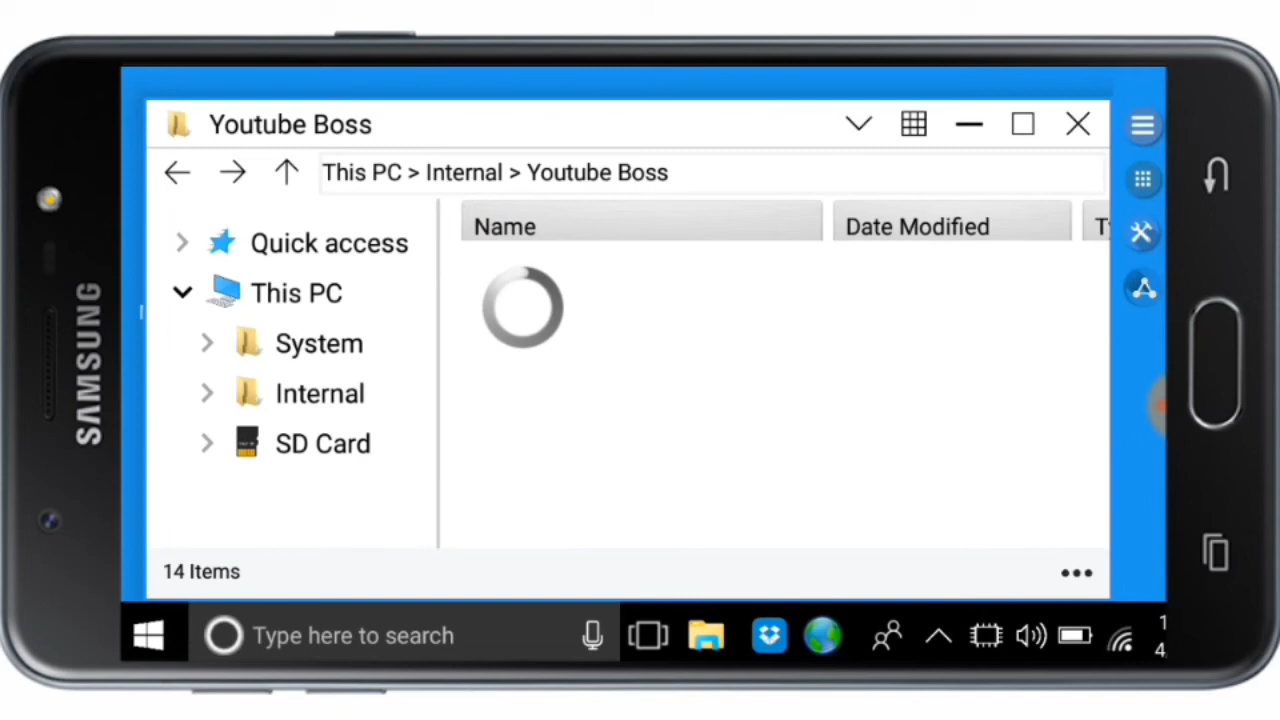 Youtube Boss
This PC > Internal > Youtube Boss
Name
Date Modified
Quick access
This PC
System
Internal
SD Card
14 Items
Type here to search
SAMSUNG